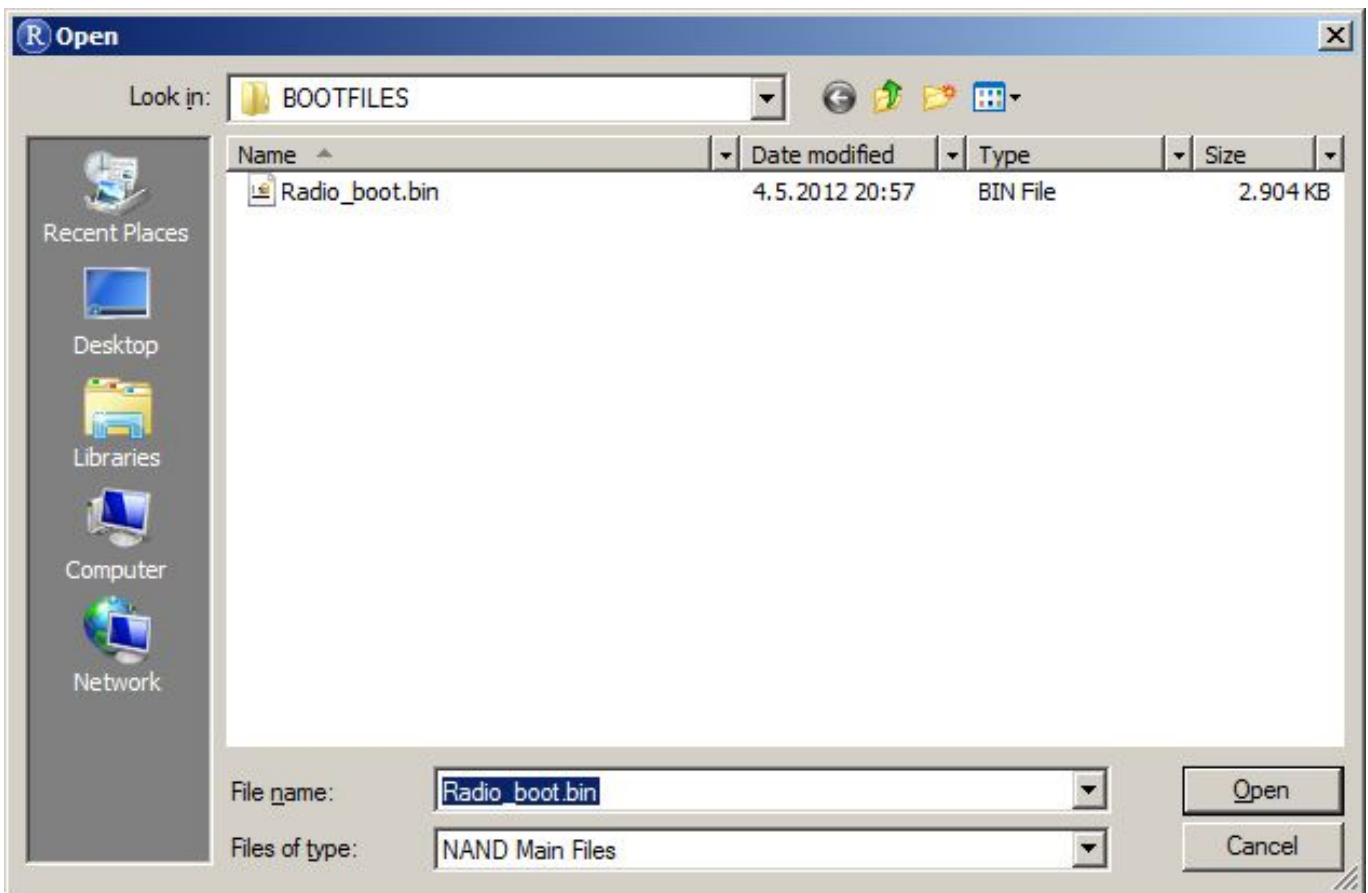 R Open
Look in: BOOTFILES
Name Date modified Type Size
Radio_boot.bin 4.5.2012 20:57 BIN File 2.904 KB
Recent Places
Desktop
Libraries
Computer
Network
File name: Radio_boot.bin Open
Files of type: NAND Main Files Cancel